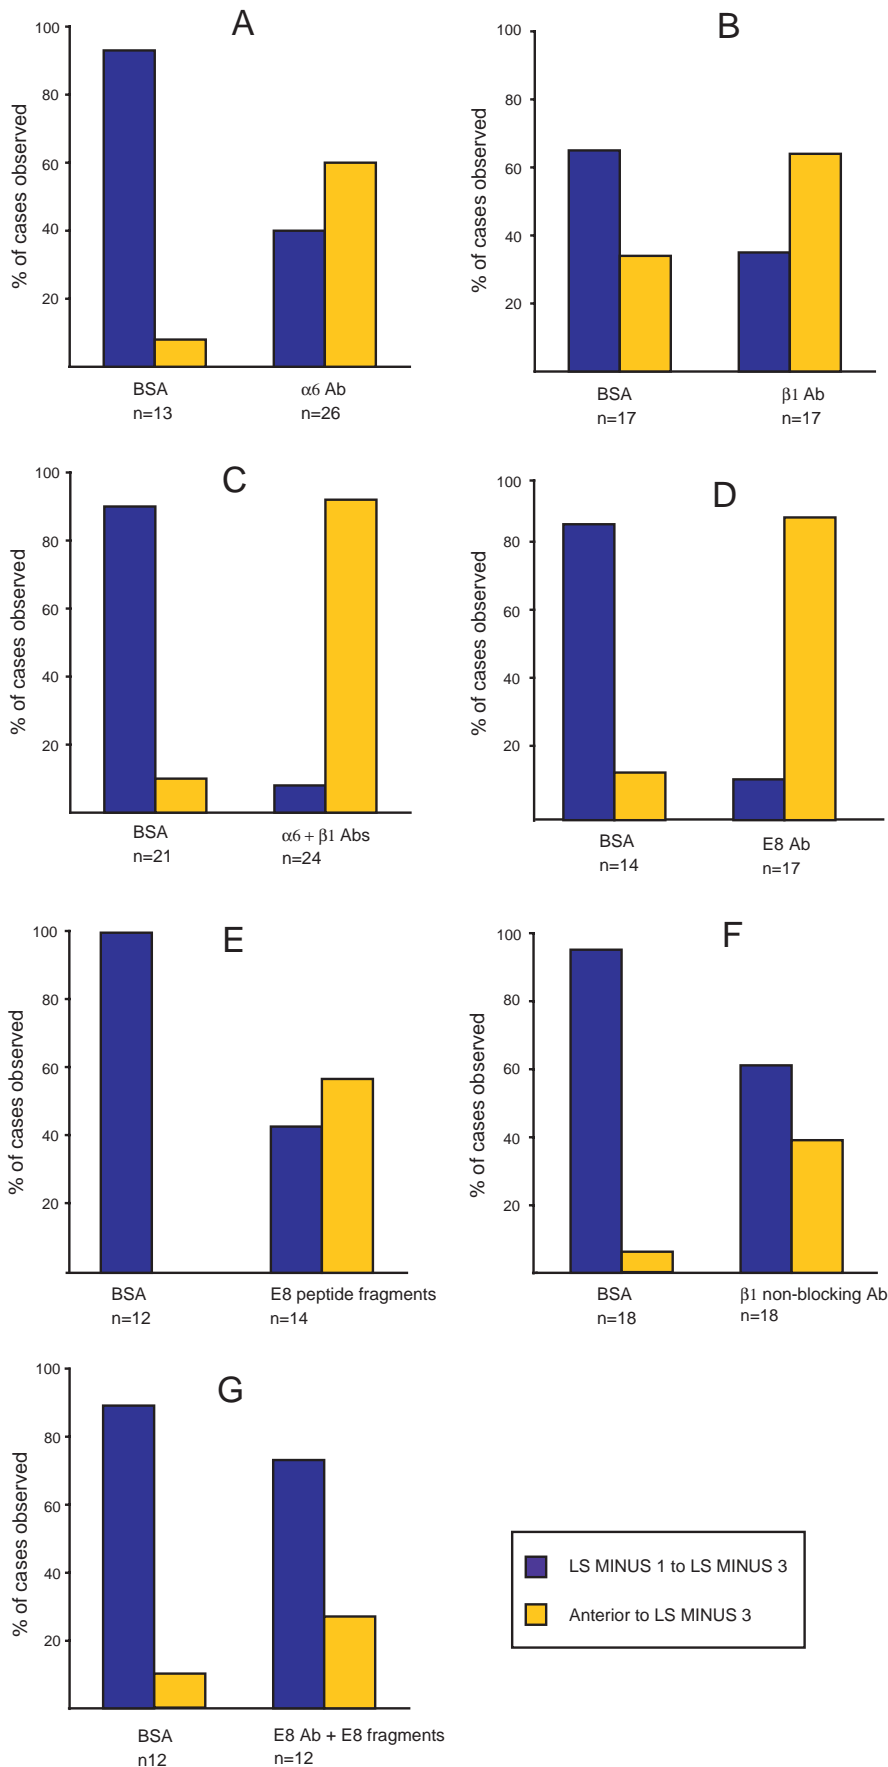 A
% of cases observed
100
80
60
40
20
BSA
n=13
α6 Ab
n=26
B
% of cases observed
100
80
60
40
20
BSA
n=17
β1 Ab
n=17
C
% of cases observed
100
80
60
40
20
BSA
n=21
α6 + β1 Abs
n=24
D
% of cases observed
100
80
60
40
20
BSA
n=14
E8 Ab
n=17
E
% of cases observed
100
80
60
40
20
BSA
n=12
E8 peptide fragments
n=14
F
% of cases observed
100
80
60
40
20
BSA
n=18
β1 non-blocking Ab
n=18
G
% of cases observed
100
80
60
40
20
BSA
n12
E8 Ab + E8 fragments
n=12
LS MINUS 1 to LS MINUS 3
Anterior to LS MINUS 3